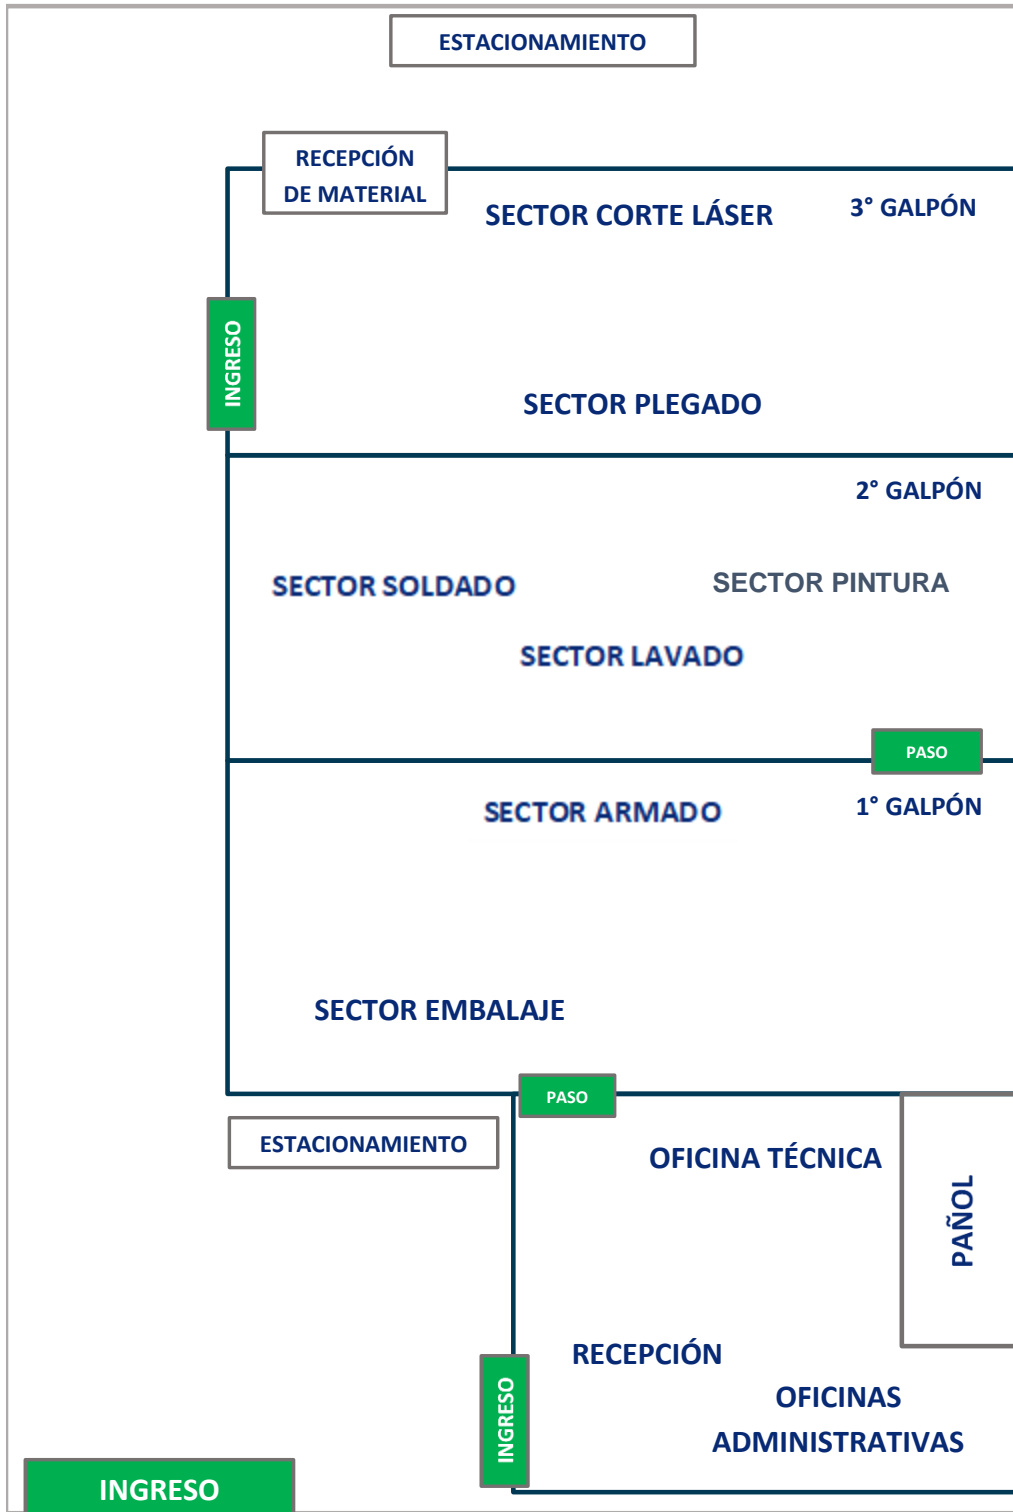 ESTACIONAMIENTO
RECEPCIÓN
DE MATERIAL
SECTOR CORTE LÁSER
3° GALPÓN
INGRESO
SECTOR PLEGADO
2° GALPÓN
SECTOR SOLDADO
SECTOR PINTURA
SECTOR LAVADO
PASO
SECTOR ARMADO
1° GALPÓN
SECTOR EMBALAJE
PASO
ESTACIONAMIENTO
OFICINA TÉCNICA
PAÑOL
RECEPCIÓN
INGRESO
OFICINAS
ADMINISTRATIVAS
INGRESO